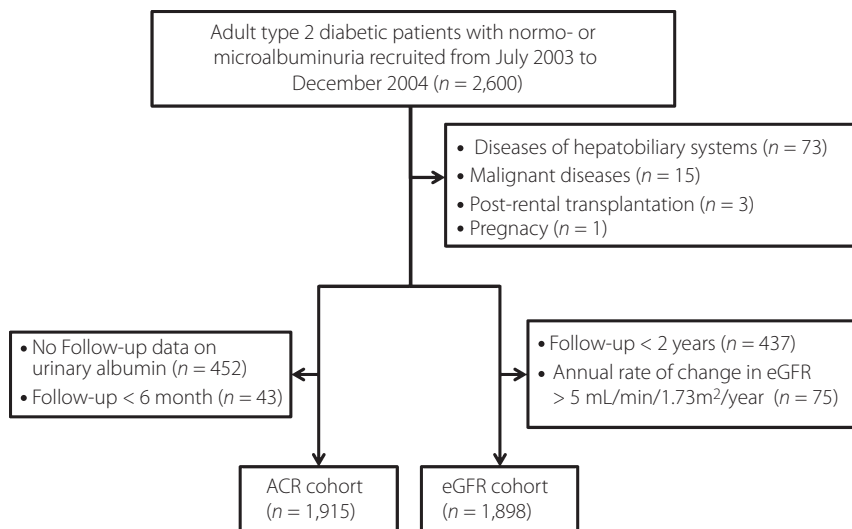 Adult type 2 diabetic patients with normo- or
microalbuminuria recruited from July 2003 to
December 2004 (n = 2,600)
• Diseases of hepatobiliary systems (n = 73)
• Malignant diseases (n = 15)
• Post-rental transplantation (n = 3)
• Pregnacy (n = 1)
• No Follow-up data on
urinary albumin (n = 452)
• Follow-up < 6 month (n = 43)
• Follow-up < 2 years (n = 437)
• Annual rate of change in eGFR
> 5 mL/min/1.73m²/year (n = 75)
ACR cohort
(n = 1,915)
eGFR cohort
(n = 1,898)